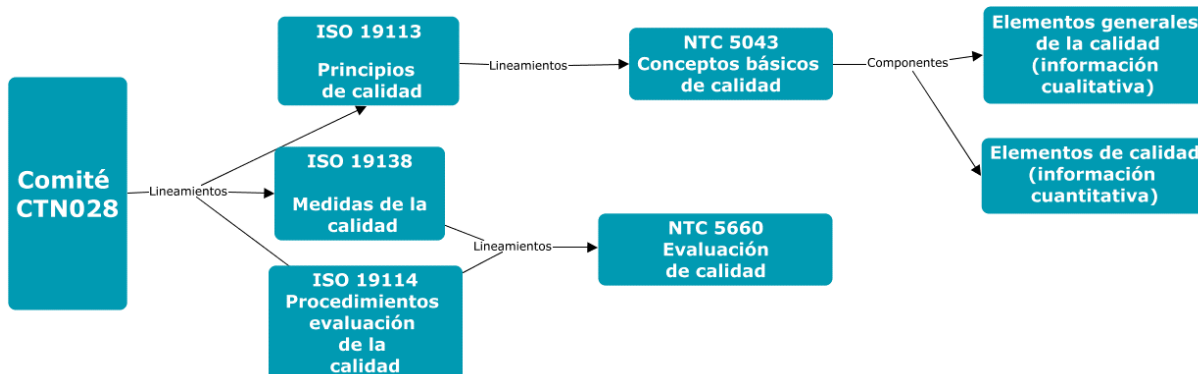 Comité
CTN028
Lineamientos
ISO 19113
Principios
de calidad
ISO 19138
Medidas de la
calidad
ISO 19114
Procedimientos
evaluación
de la
calidad
Lineamientos
NTC 5043
Conceptos básicos
de calidad
Lineamientos
NTC 5660
Evaluación
de calidad
Componentes
Elementos generales
de la calidad
(información
cualitativa)
Elementos de calidad
(información
cuantitativa)